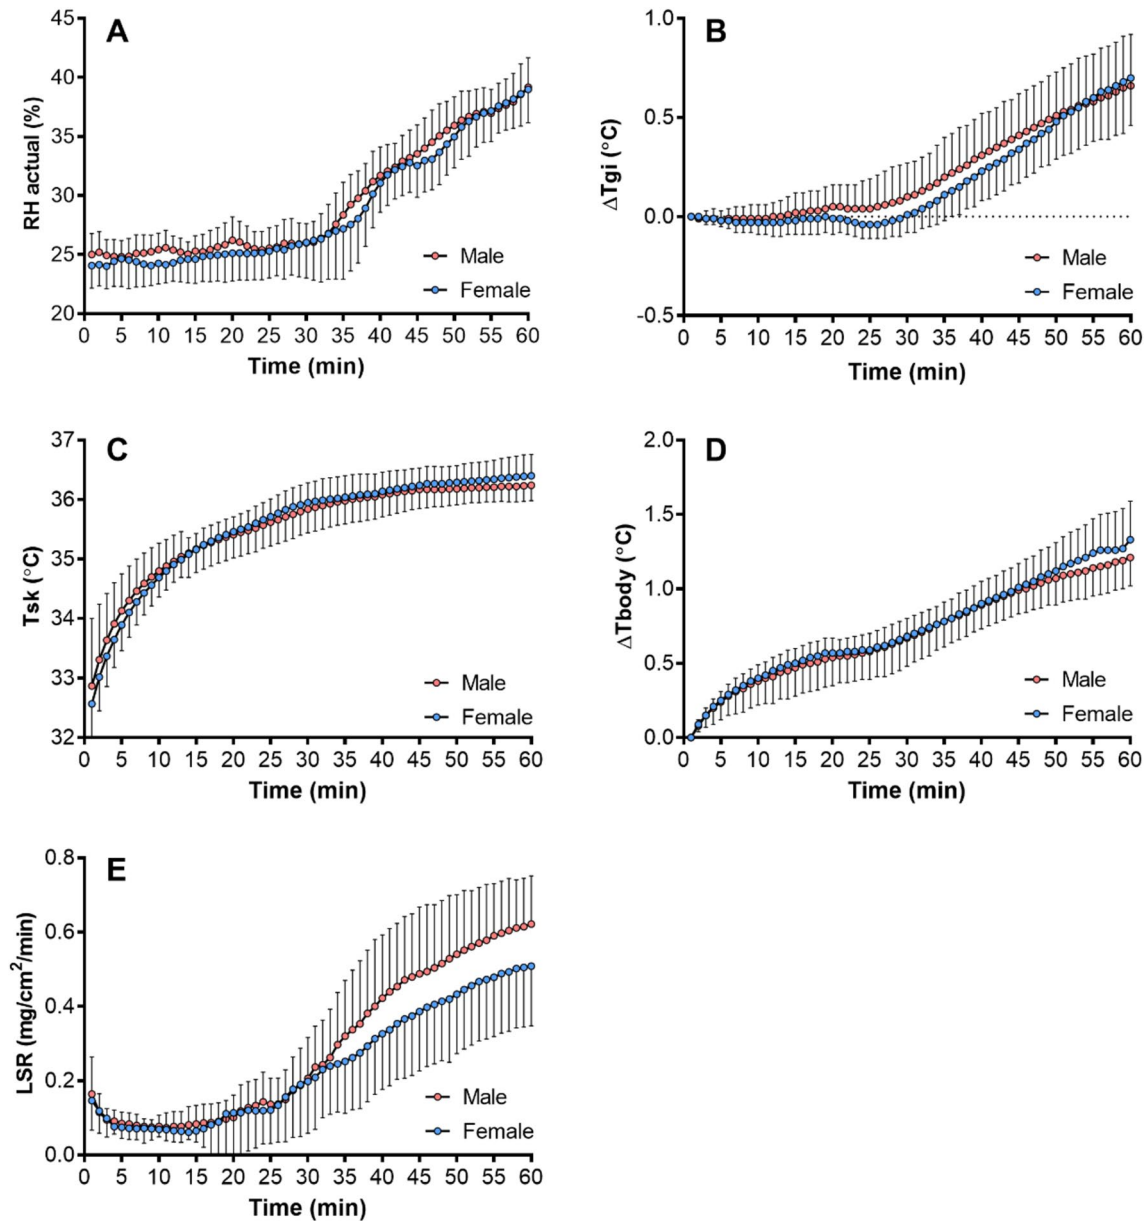 A
RH actual (%)
45
40
35
30
25
20
Male
Female
0 5 10 15 20 25 30 35 40 45 50 55 60
Time (min)
B
ΔTgi (°C)
1.0
0.5
0.0
-0.5
Male
Female
0 5 10 15 20 25 30 35 40 45 50 55 60
Time (min)
C
Tsk (°C)
37
36
35
34
33
32
Male
Female
0 5 10 15 20 25 30 35 40 45 50 55 60
Time (min)
D
ΔTbody (°C)
2.0
1.5
1.0
0.5
0.0
Male
Female
0 5 10 15 20 25 30 35 40 45 50 55 60
Time (min)
E
LSR (mg/cm²/min)
0.8
0.6
0.4
0.2
0.0
Male
Female
0 5 10 15 20 25 30 35 40 45 50 55 60
Time (min)